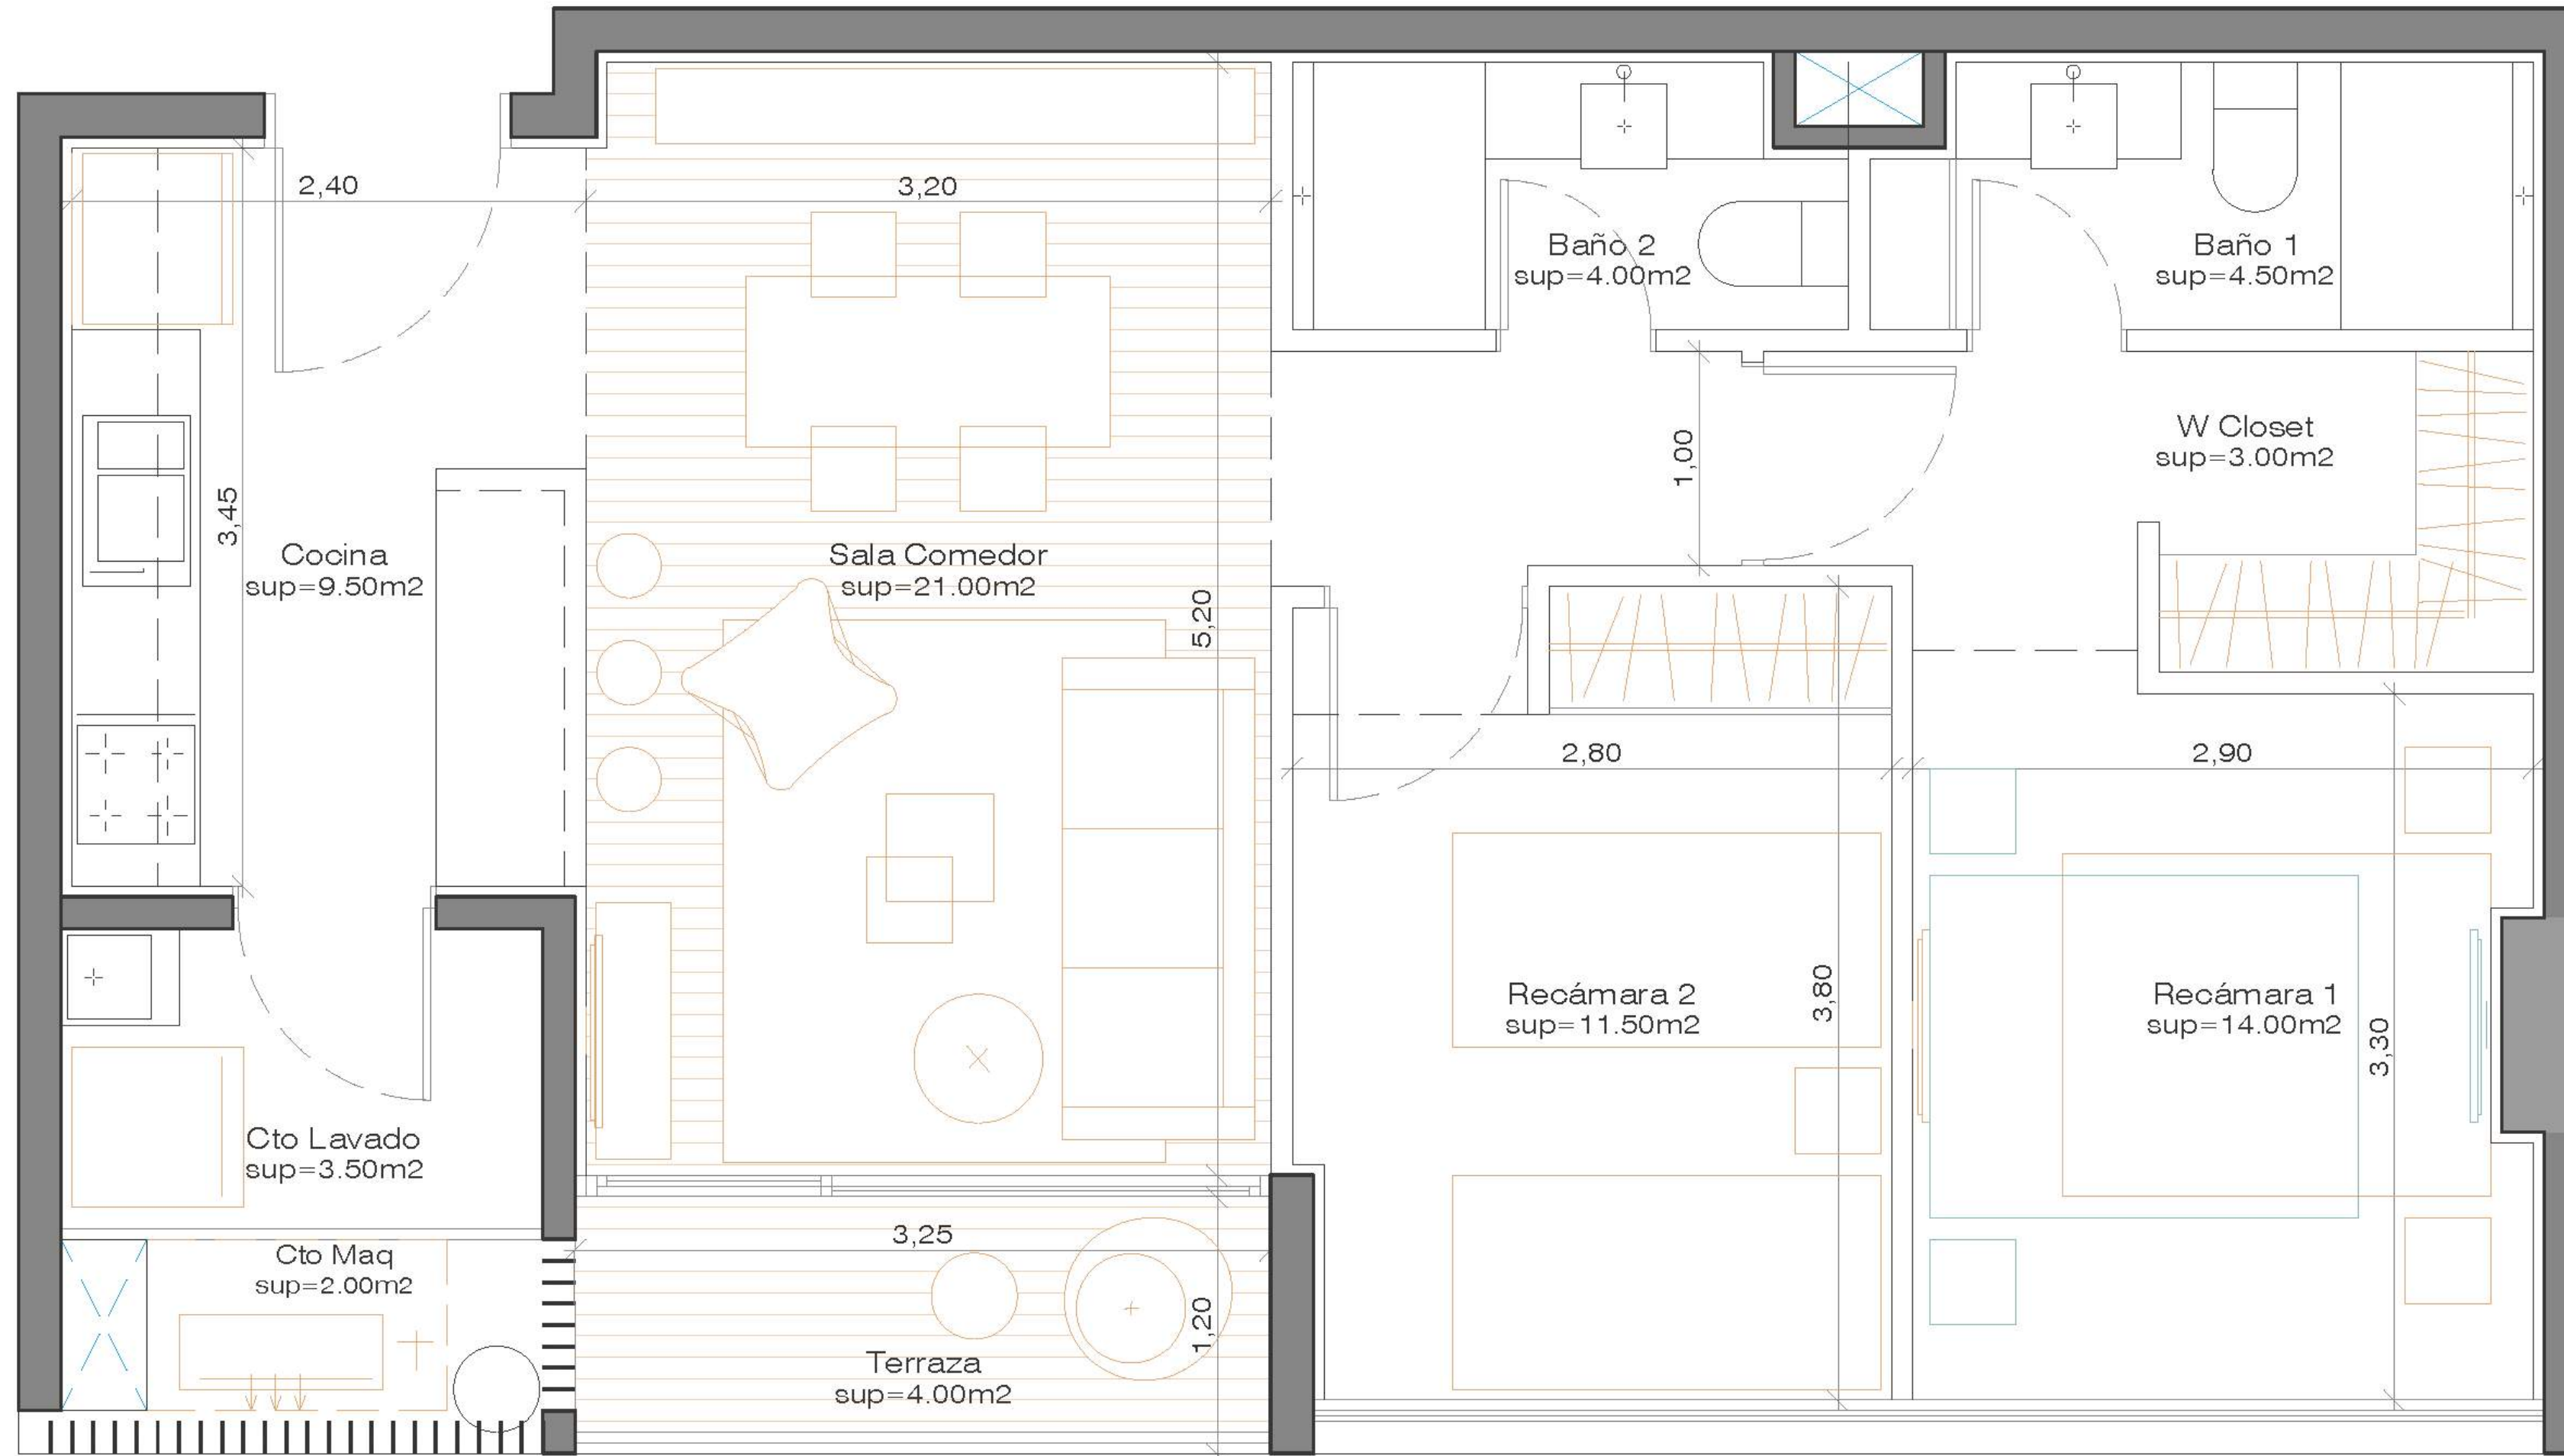 2,40
3,20
Baño 2
sup=4.00m2
Baño 1
sup=4.50m2
1,00
W Closet
sup=3.00m2
3,45
Cocina
sup=9.50m2
Sala Comedor
sup=21.00m2
5,20
2,80
2,90
Recámara 2
sup=11.50m2
3,80
Recámara 1
sup=14.00m2
3,30
Cto Lavado
sup=3.50m2
Cto Maq
sup=2.00m2
3,25
1,20
Terraza
sup=4.00m2